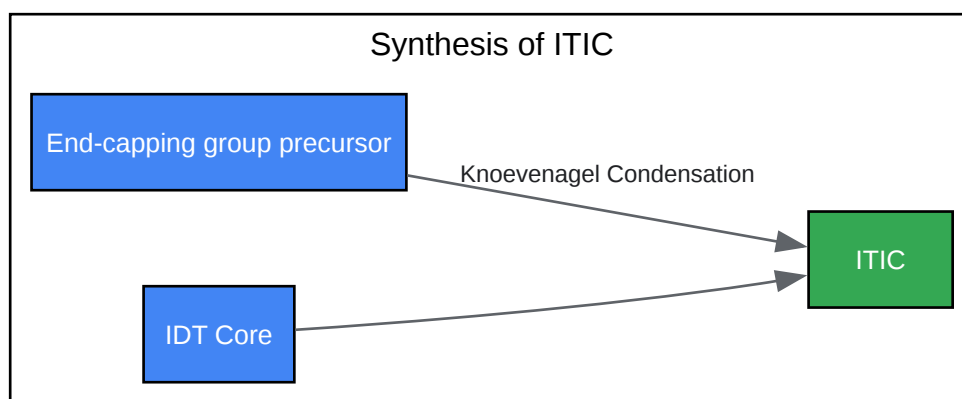 Synthesis of ITIC
End-capping group precursor
Knoevenagel Condensation
ITIC
IDT Core